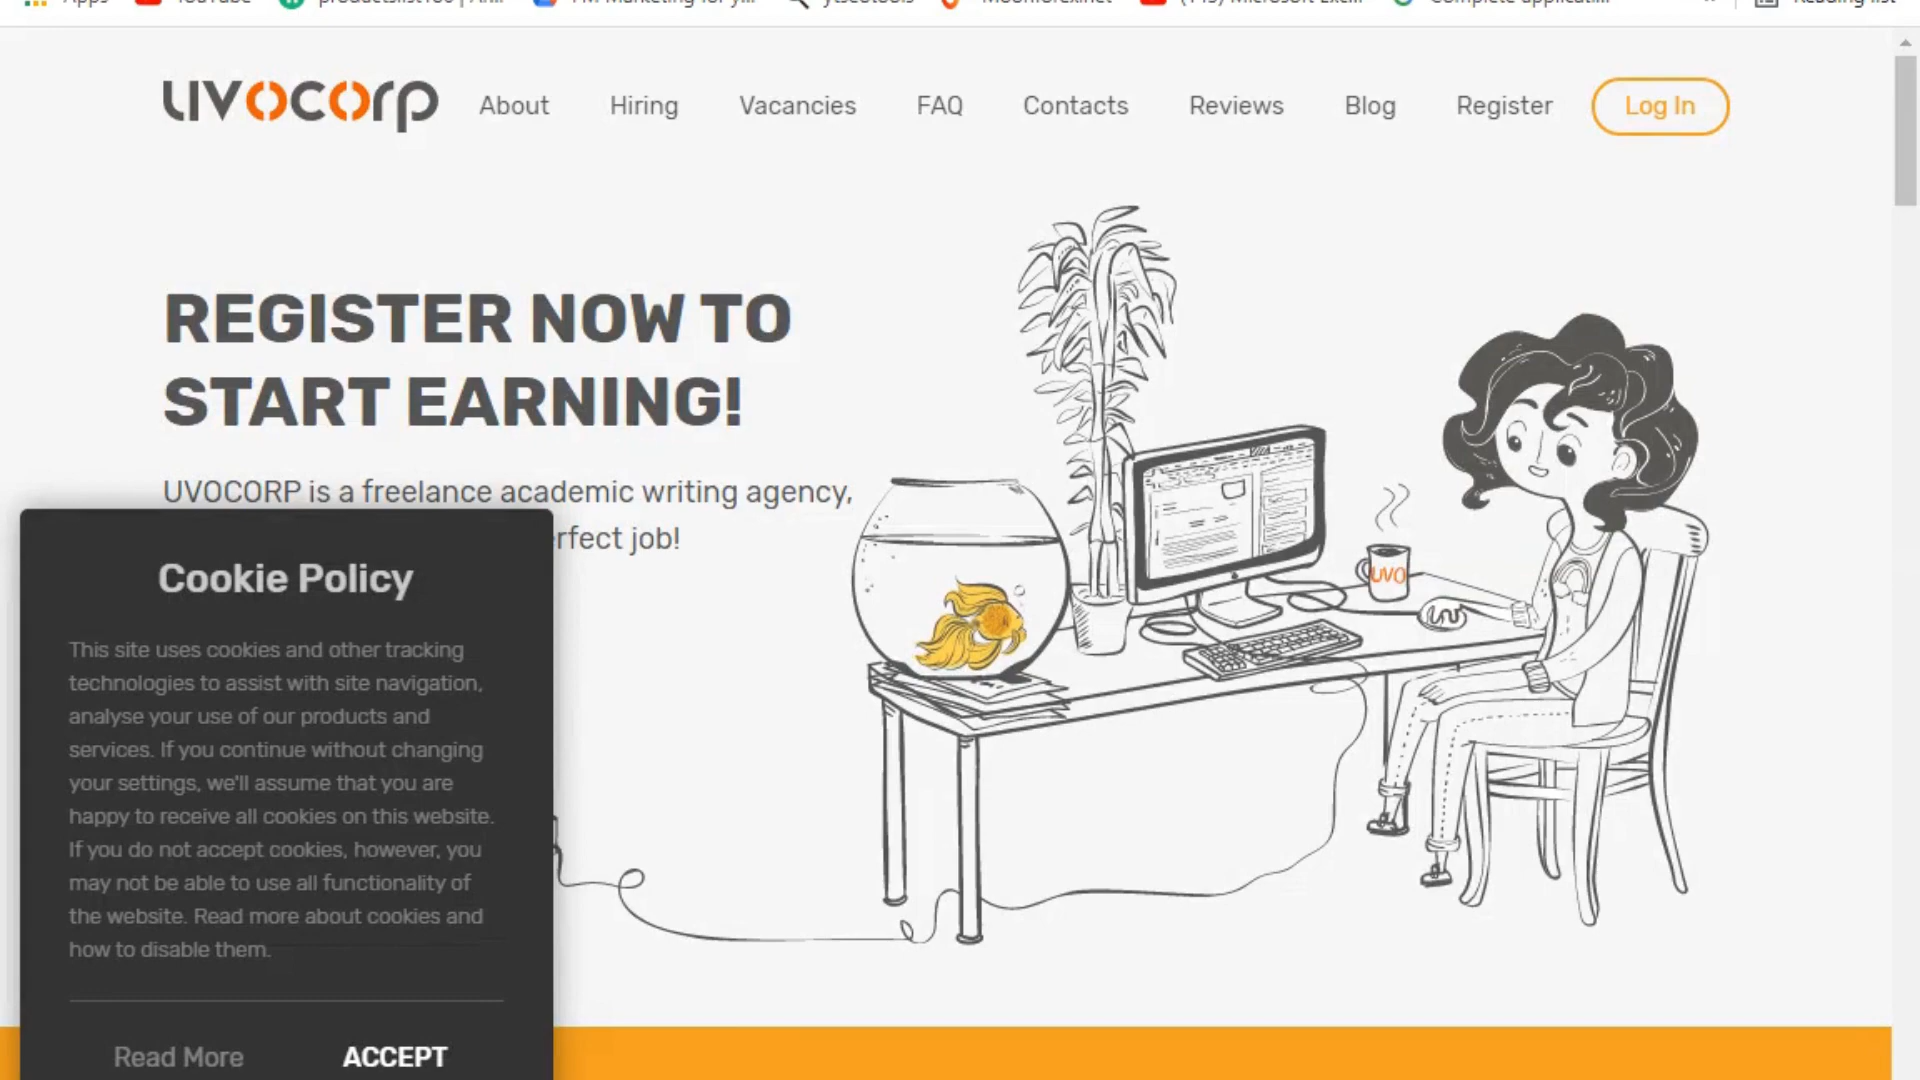 Apps YouTube
UVOCORP
About Hiring Vacancies FAQ Contacts Reviews Blog Register Log In
REGISTER NOW TO
START EARNING!
UVOCORP is a freelance academic writing agency,
perfect job!
UVO
Cookie Policy
This site uses cookies and other tracking
technologies to assist with site navigation,
analyse your use of our products and
services. If you continue without changing
your settings, we'll assume that you are
happy to receive all cookies on this website.
If you do not accept cookies, however, you
may not be able to use all functionality of
the website. Read more about cookies and
how to disable them.
Read More ACCEPT